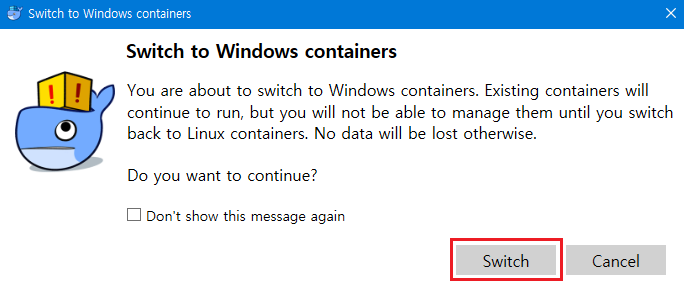 Switch to Windows containers
Switch to Windows containers
You are about to switch to Windows containers. Existing containers will
continue to run, but you will not be able to manage them until you switch
back to Linux containers. No data will be lost otherwise.
Do you want to continue?
Don't show this message again
Switch
Cancel